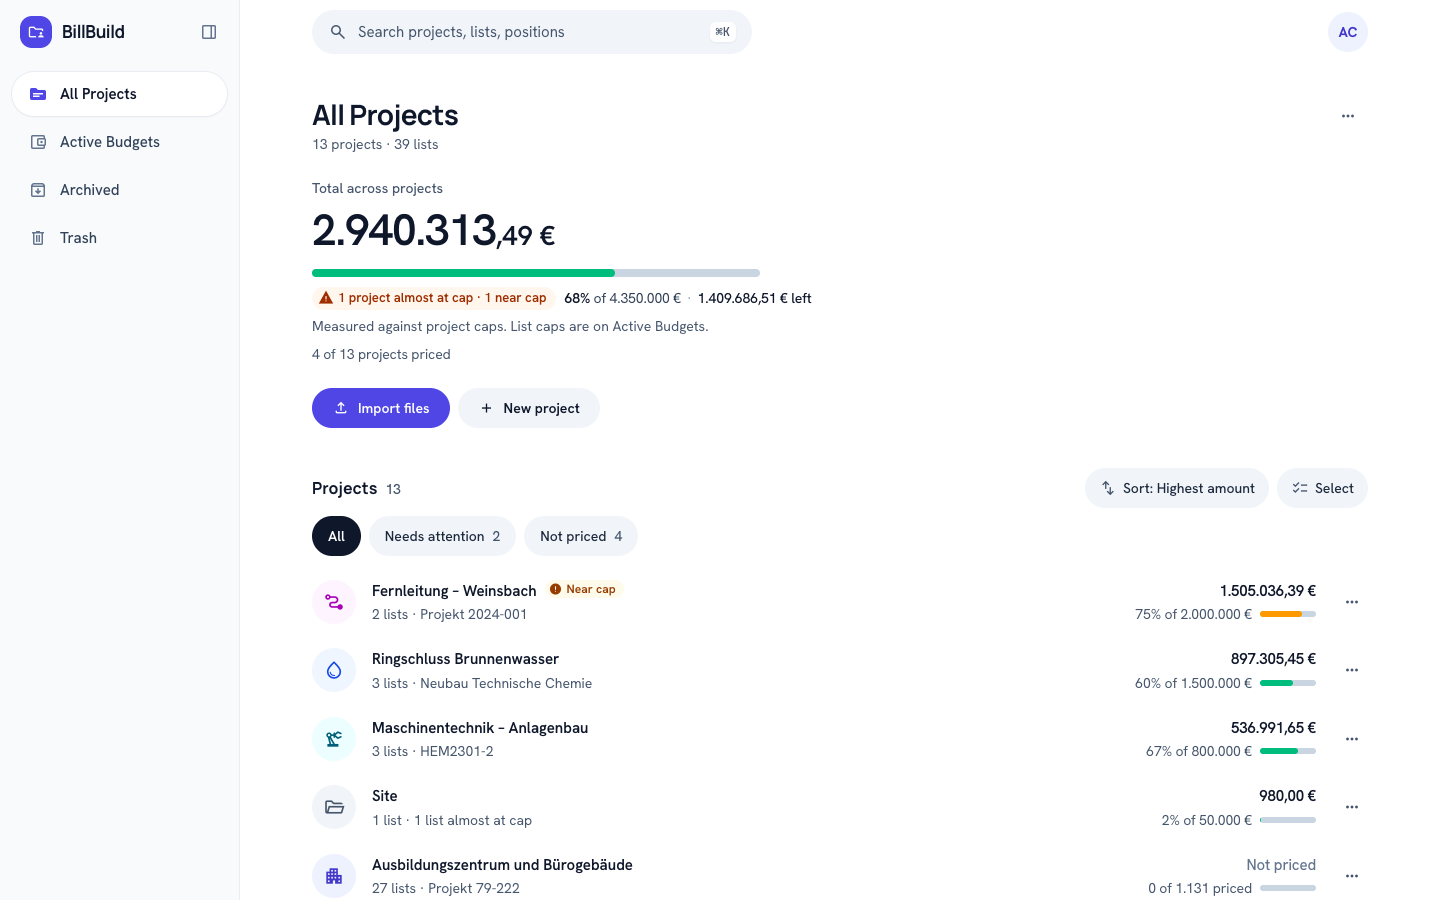 BillBuild
Search projects, lists, positions
⌘K
AC
All Projects
Active Budgets
Archived
Trash
All Projects
13 projects · 39 lists
Total across projects
2.940.313,49 €
1 project almost at cap · 1 near cap 68% of 4.350.000 € · 1.409.686,51 € left
Measured against project caps. List caps are on Active Budgets.
4 of 13 projects priced
Import files
New project
Projects 13
Sort: Highest amount
Select
All
Needs attention 2
Not priced 4
Fernleitung – Weinsbach Near cap 1.505.036,39 €
2 lists · Projekt 2024-001 75% of 2.000.000 €
Ringschluss Brunnenwasser 897.305,45 €
3 lists · Neubau Technische Chemie 60% of 1.500.000 €
Maschinentechnik – Anlagenbau 536.991,65 €
3 lists · HEM2301-2 67% of 800.000 €
Site 980,00 €
1 list · 1 list almost at cap 2% of 50.000 €
Ausbildungszentrum und Bürogebäude Not priced
27 lists · Projekt 79-222 0 of 1.131 priced